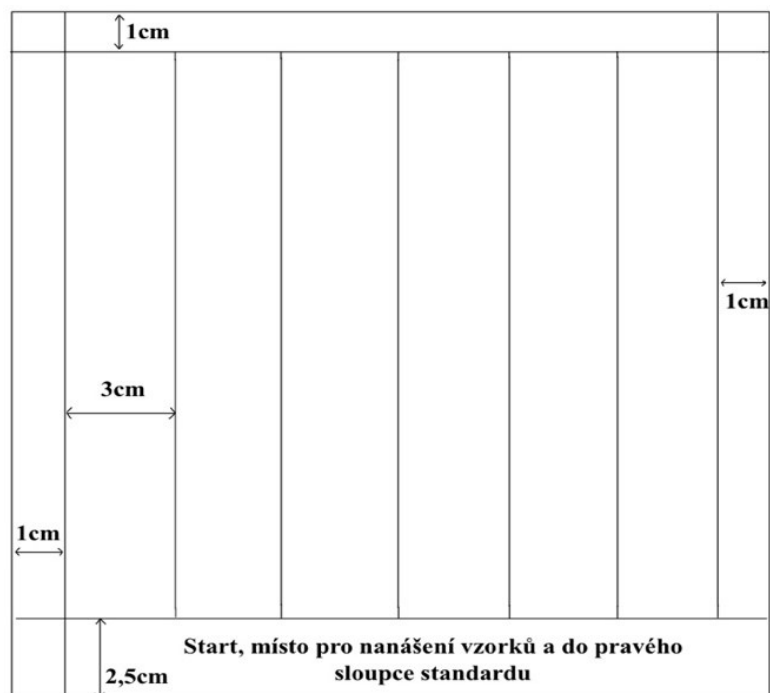 1cm
1cm
3cm
1cm
Start, místo pro nanášení vzorků a do pravého
sloupce standardu
2,5cm